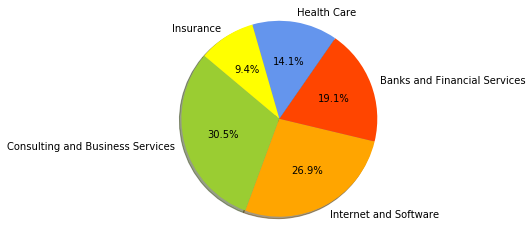 Health Care
Insurance
14.1%
9.4%
Banks and Financial Services
19.1%
30.5%
Consulting and Business Services
26.9%
Internet and Software